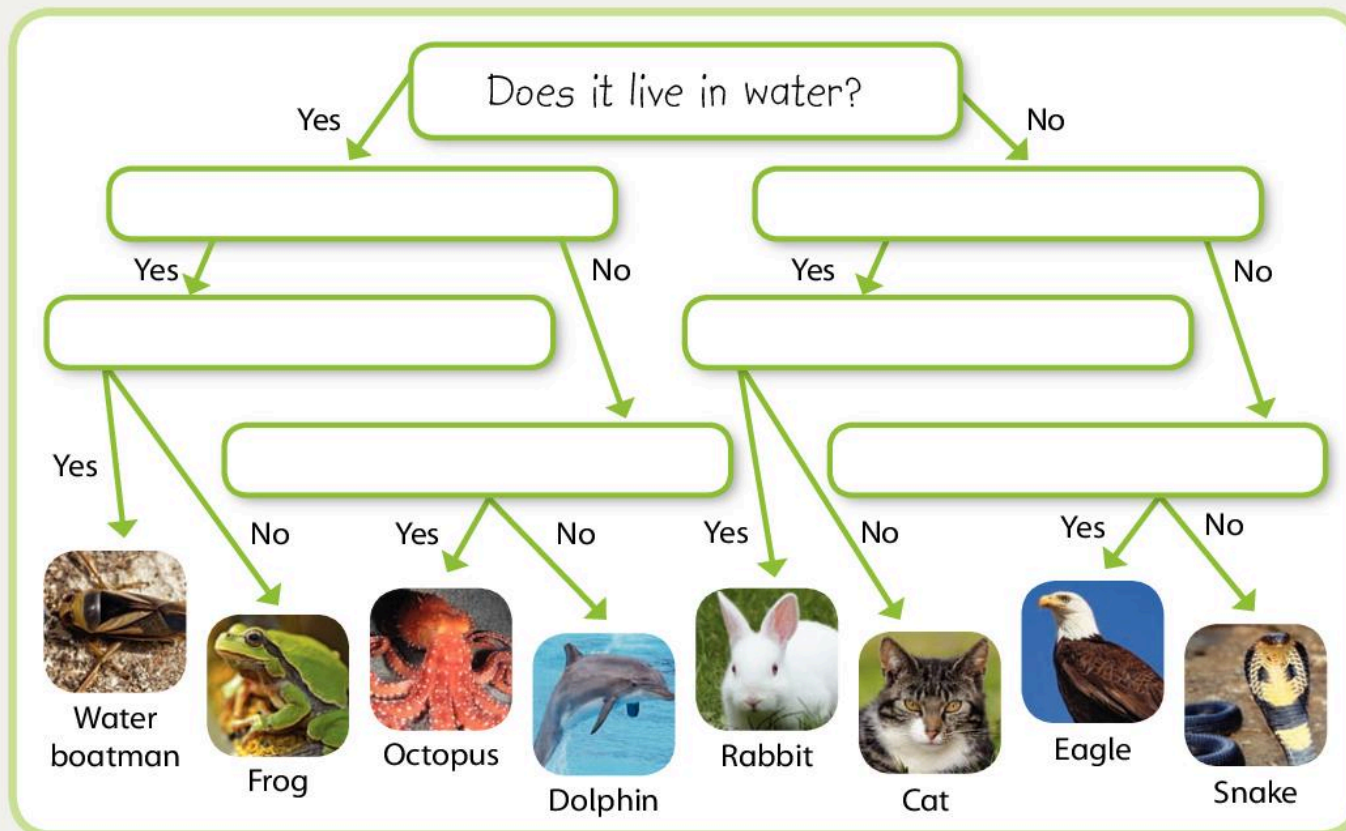 Does it live in water?
Yes
No
Yes
No
Yes
No
Yes
No
Yes
No
Yes
No
Yes
No
Water
boatman
Frog
Octopus
Dolphin
Rabbit
Cat
Eagle
Snake